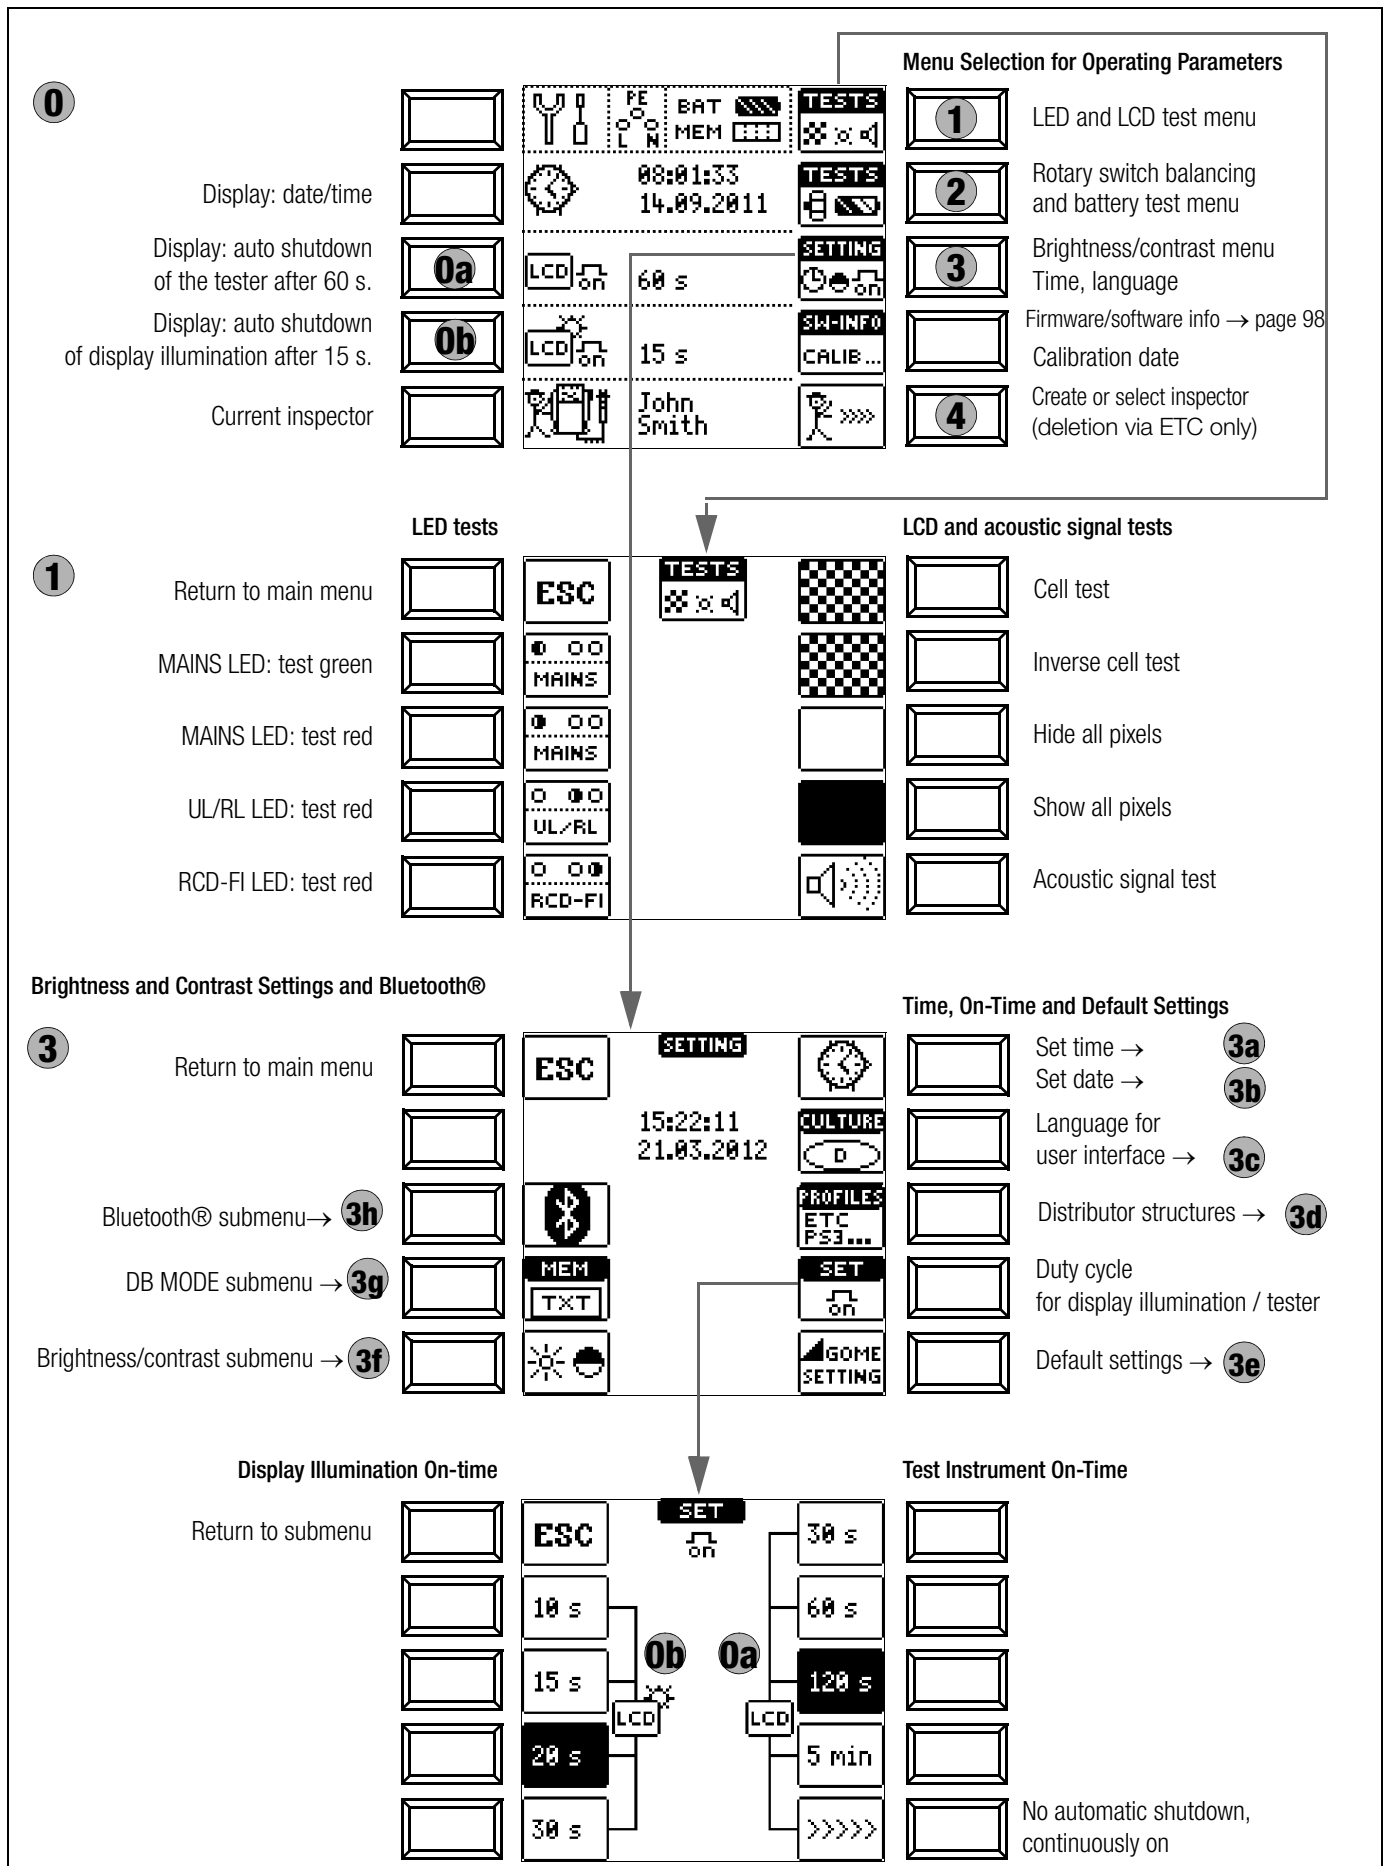 Menu Selection for Operating Parameters
0
PE
L N
BAT
MEM
TESTS
1
LED and LCD test menu
Display: date/time
08:01:33
14.09.2011
TESTS
2
Rotary switch balancing
and battery test menu
Display: auto shutdown
of the tester after 60 s.
0a
LCD on
60 s
SETTING
on
3
Brightness/contrast menu
Time, language
Display: auto shutdown
of display illumination after 15 s.
0b
LCD on
15 s
SW-INFO
CALIB...
Firmware/software info → page 98
Calibration date
Current inspector
John
Smith
>>>>
4
Create or select inspector
(deletion via ETC only)
LED tests
LCD and acoustic signal tests
1
Return to main menu
ESC
TESTS
Cell test
MAINS LED: test green
MAINS
Inverse cell test
MAINS LED: test red
MAINS
Hide all pixels
UL/RL LED: test red
UL/RL
Show all pixels
RCD-FI LED: test red
RCD-FI
Acoustic signal test
Brightness and Contrast Settings and Bluetooth®
Time, On-Time and Default Settings
3
Return to main menu
ESC
SETTING
Set time → 3a
Set date → 3b
15:22:11
21.03.2012
CULTURE
D
Language for
user interface → 3c
Bluetooth® submenu→ 3h
PROFILES
ETC
PS3...
Distributor structures → 3d
DB MODE submenu → 3g
MEM
TXT
SET
on
Duty cycle
for display illumination / tester
Brightness/contrast submenu → 3f
GOME
SETTING
Default settings → 3e
Display Illumination On-time
Test Instrument On-Time
Return to submenu
ESC
SET
on
30 s
10 s
60 s
0b
0a
15 s
120 s
LCD
LCD
20 s
5 min
30 s
>>>>>
No automatic shutdown,
continuously on